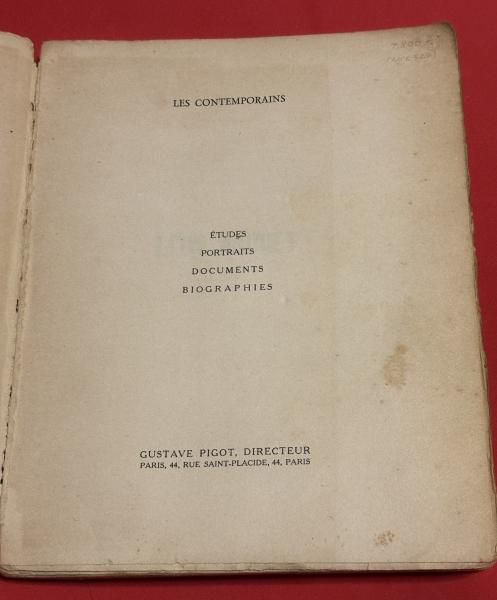 LES CONTEMPORAINS
ÉTUDES
PORTRAITS
DOCUMENTS
BIOGRAPHIES
GUSTAVE PIGOT, DIRECTEUR
PARIS, 44, RUE SAINT-PLACIDE, 44, PARIS